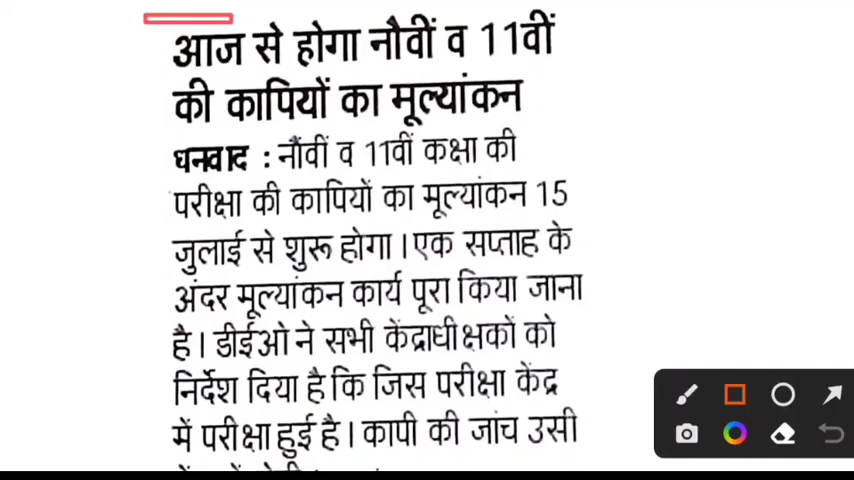 आज से होगा नौवीं व 11वीं
की कापियों का मूल्यांकन
धनबाद : नौंवीं व 11वीं कक्षा की
परीक्षा की कापियों का मूल्यांकन 15
जुलाई से शुरू होगा। एक सप्ताह के
अंदर मूल्यांकन कार्य पूरा किया जाना
है। डीईओ ने सभी केंद्राधीक्षकों को
निर्देश दिया है कि जिस परीक्षा केंद्र
में परीक्षा हुई है। कापी की जांच उसी